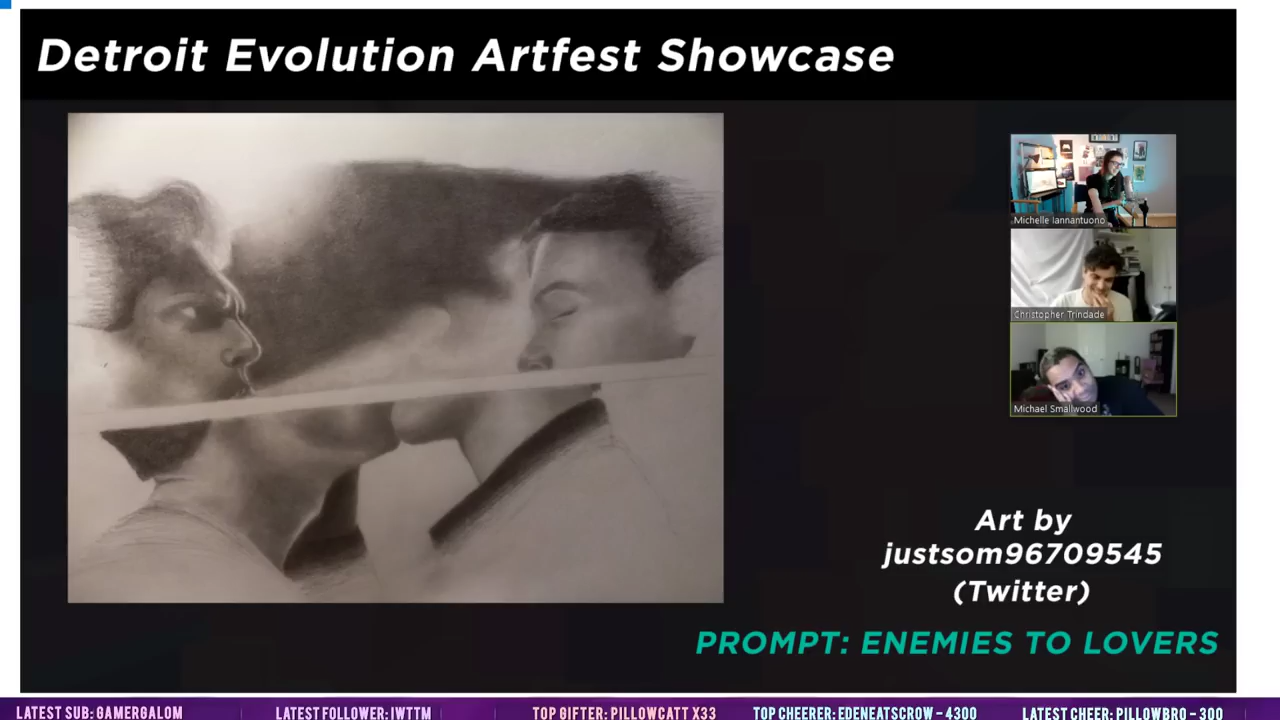 Detroit Evolution Artfest Showcase
Michelle Iannantuono
Christopher Trindade
Michael Smallwood
Art by
justsom96709545
(Twitter)
PROMPT: ENEMIES TO LOVERS
LATEST SUB: GAMERGALOM
LATEST FOLLOWER: IWTTM
TOP GIFTER: PILLOWCATT X33
TOP CHEERER: EDENEATSCROW - 4300
LATEST CHEER: PILLOWBRO - 300